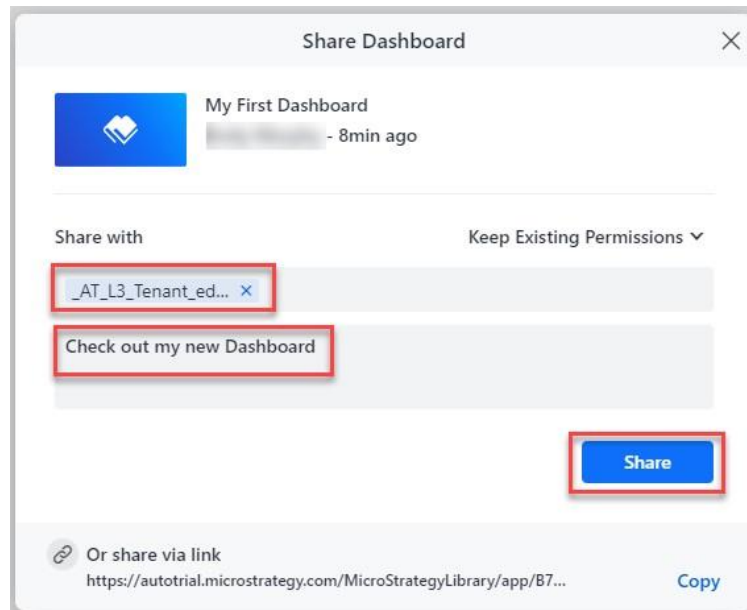 Share Dashboard
My First Dashboard
- 8min ago
Share with
Keep Existing Permissions
_AT_L3_Tenant_ed...
Check out my new Dashboard
Share
Or share via link
https://autotrial.microstrategy.com/MicroStrategyLibrary/app/B7...
Copy